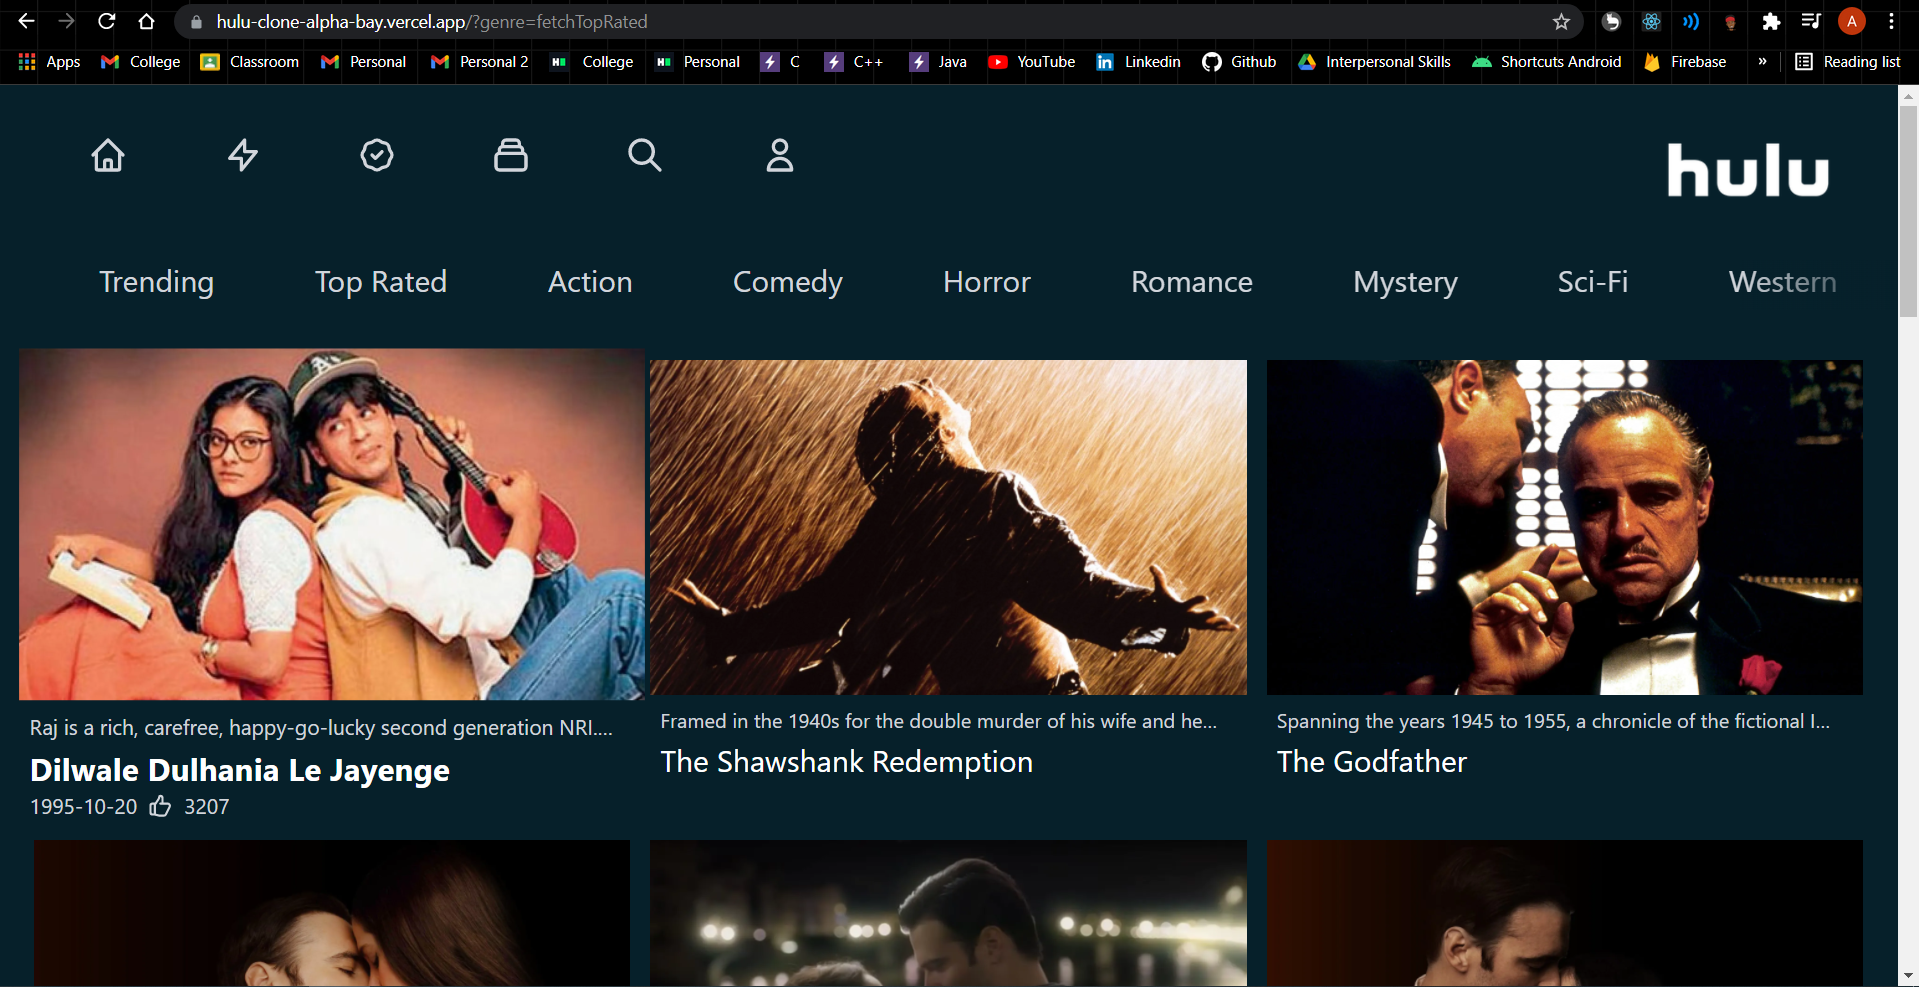 hulu-clone-alpha-bay.vercel.app/?genre=fetchTopRated
A
Apps College Classroom Personal Personal 2 College Personal C C++ Java YouTube Linkedin Github Interpersonal Skills Shortcuts Android Firebase » Reading list
hulu
Trending Top Rated Action Comedy Horror Romance Mystery Sci-Fi Western
Raj is a rich, carefree, happy-go-lucky second generation NRI....
Dilwale Dulhania Le Jayenge
1995-10-20 3207
Framed in the 1940s for the double murder of his wife and he...
The Shawshank Redemption
Spanning the years 1945 to 1955, a chronicle of the fictional I...
The Godfather